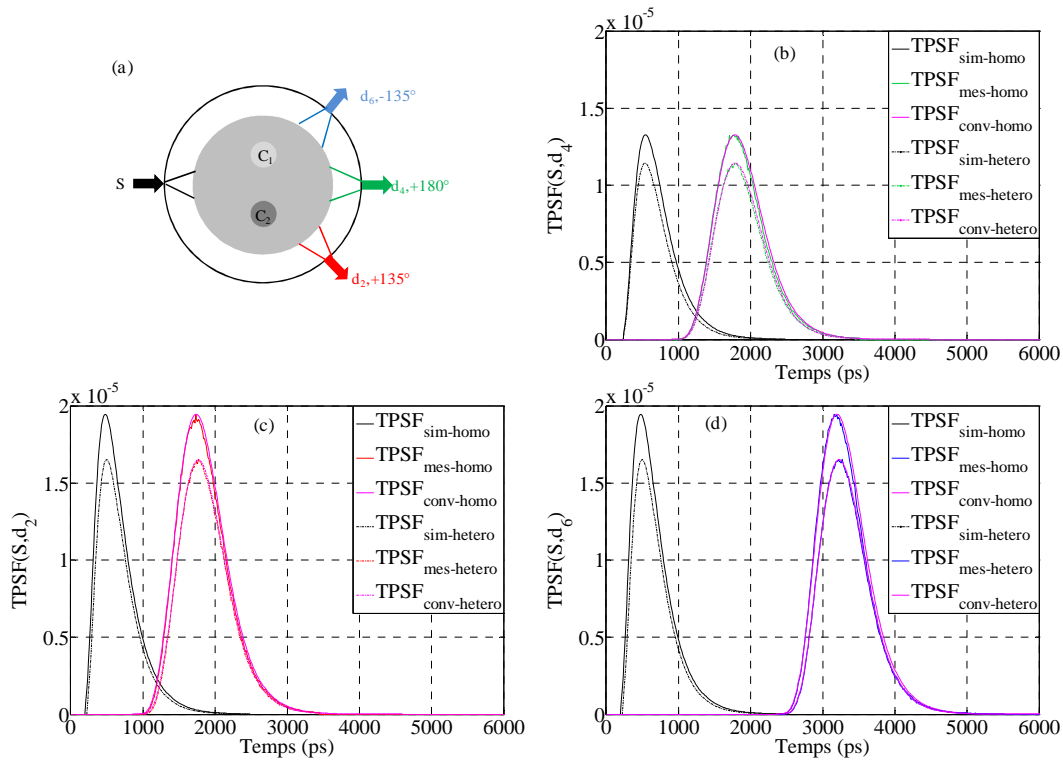 (a)
d6,-135°
C1
S
d4,+180°
C2
d2,+135°
x 10-5
(b)
TPSFsim-homo
TPSFmes-homo
TPSFconv-homo
TPSFsim-hetero
TPSFmes-hetero
TPSFconv-hetero
TPSF(S,d4)
2
1.5
1
0.5
0
0 1000 2000 3000 4000 5000 6000
Temps (ps)
x 10-5
(c)
TPSFsim-homo
TPSFmes-homo
TPSFconv-homo
TPSFsim-hetero
TPSFmes-hetero
TPSFconv-hetero
TPSF(S,d2)
2
1.5
1
0.5
0
0 1000 2000 3000 4000 5000 6000
Temps (ps)
x 10-5
(d)
TPSFsim-homo
TPSFmes-homo
TPSFconv-homo
TPSFsim-hetero
TPSFmes-hetero
TPSFconv-hetero
TPSF(S,d6)
2
1.5
1
0.5
0
0 1000 2000 3000 4000 5000 6000
Temps (ps)